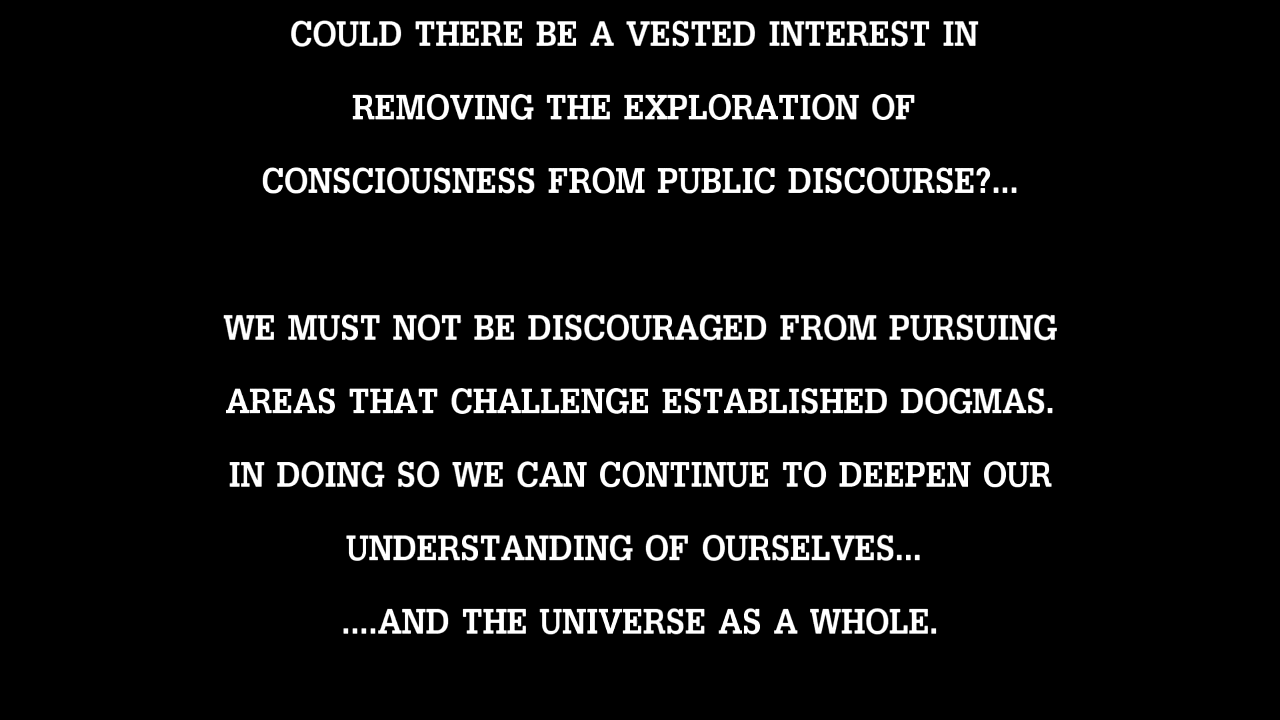 COULD THERE BE A VESTED INTEREST IN
REMOVING THE EXPLORATION OF
CONSCIOUSNESS FROM PUBLIC DISCOURSE?...
WE MUST NOT BE DISCOURAGED FROM PURSUING
AREAS THAT CHALLENGE ESTABLISHED DOGMAS.
IN DOING SO WE CAN CONTINUE TO DEEPEN OUR
UNDERSTANDING OF OURSELVES...
....AND THE UNIVERSE AS A WHOLE.